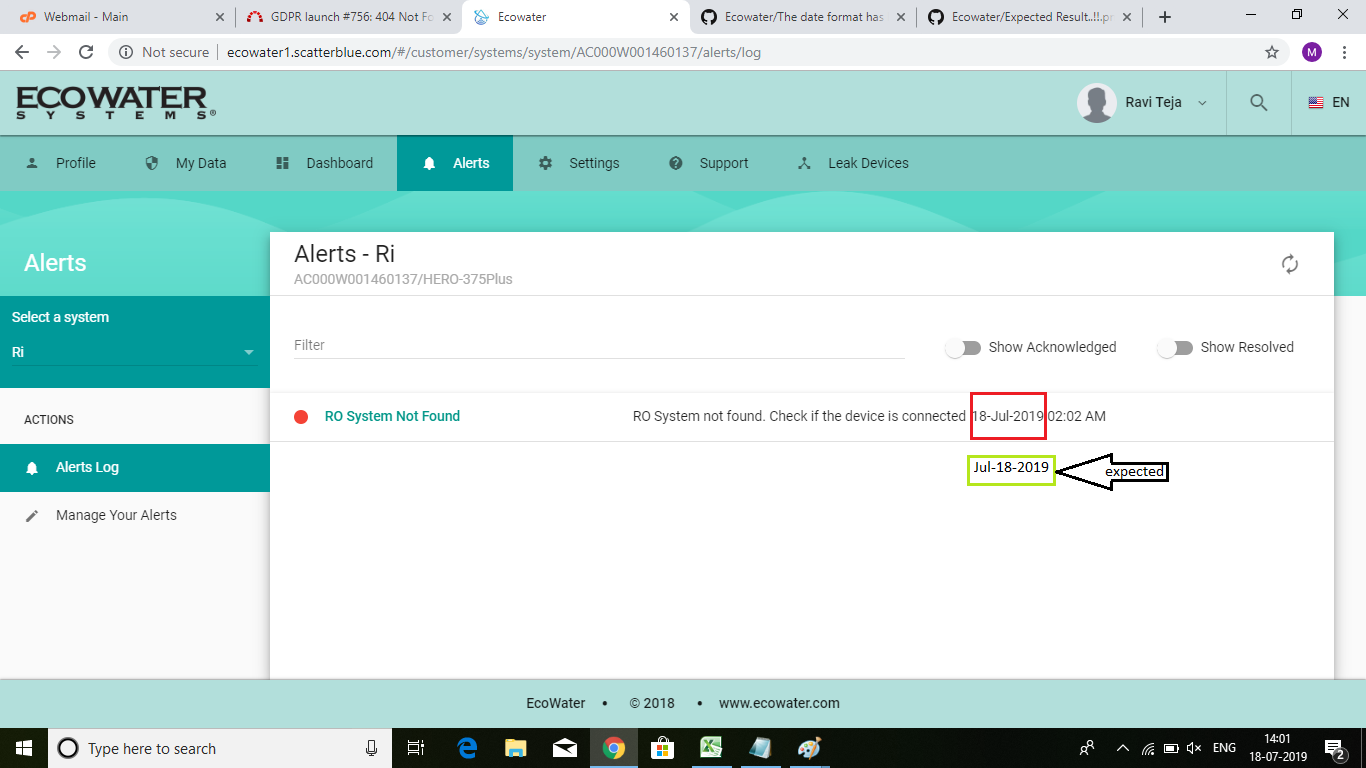 Webmail - Main
GDPR launch #756: 404 Not Fo
Ecowater
Ecowater/The date format has
Ecowater/Expected Result..!!.pr
Not secure ecowater1.scatterblue.com/#/customer/systems/system/AC000W001460137/alerts/log
M
ECOWATER
SYSTEMS®
Ravi Teja
EN
Profile
My Data
Dashboard
Alerts
Settings
Support
Leak Devices
Alerts
Select a system
Ri
ACTIONS
Alerts Log
Manage Your Alerts
Alerts - Ri
AC000W001460137/HERO-375Plus
Filter
Show Acknowledged
Show Resolved
RO System Not Found
RO System not found. Check if the device is connected 18-Jul-2019 02:02 AM
Jul-18-2019
expected
EcoWater • © 2018 • www.ecowater.com
Type here to search
ENG
14:01
18-07-2019
2